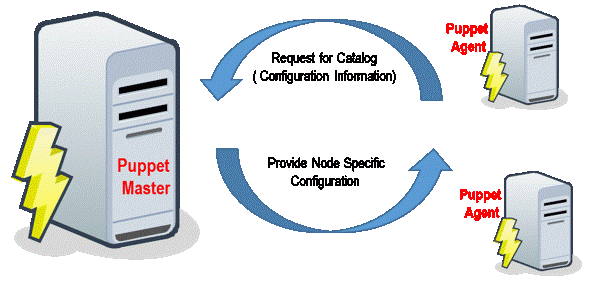 Puppet
Agent
Request for Catalog
( Configuration Information)
Puppet
Master
Provide Node Specific
Configuration
Puppet
Agent